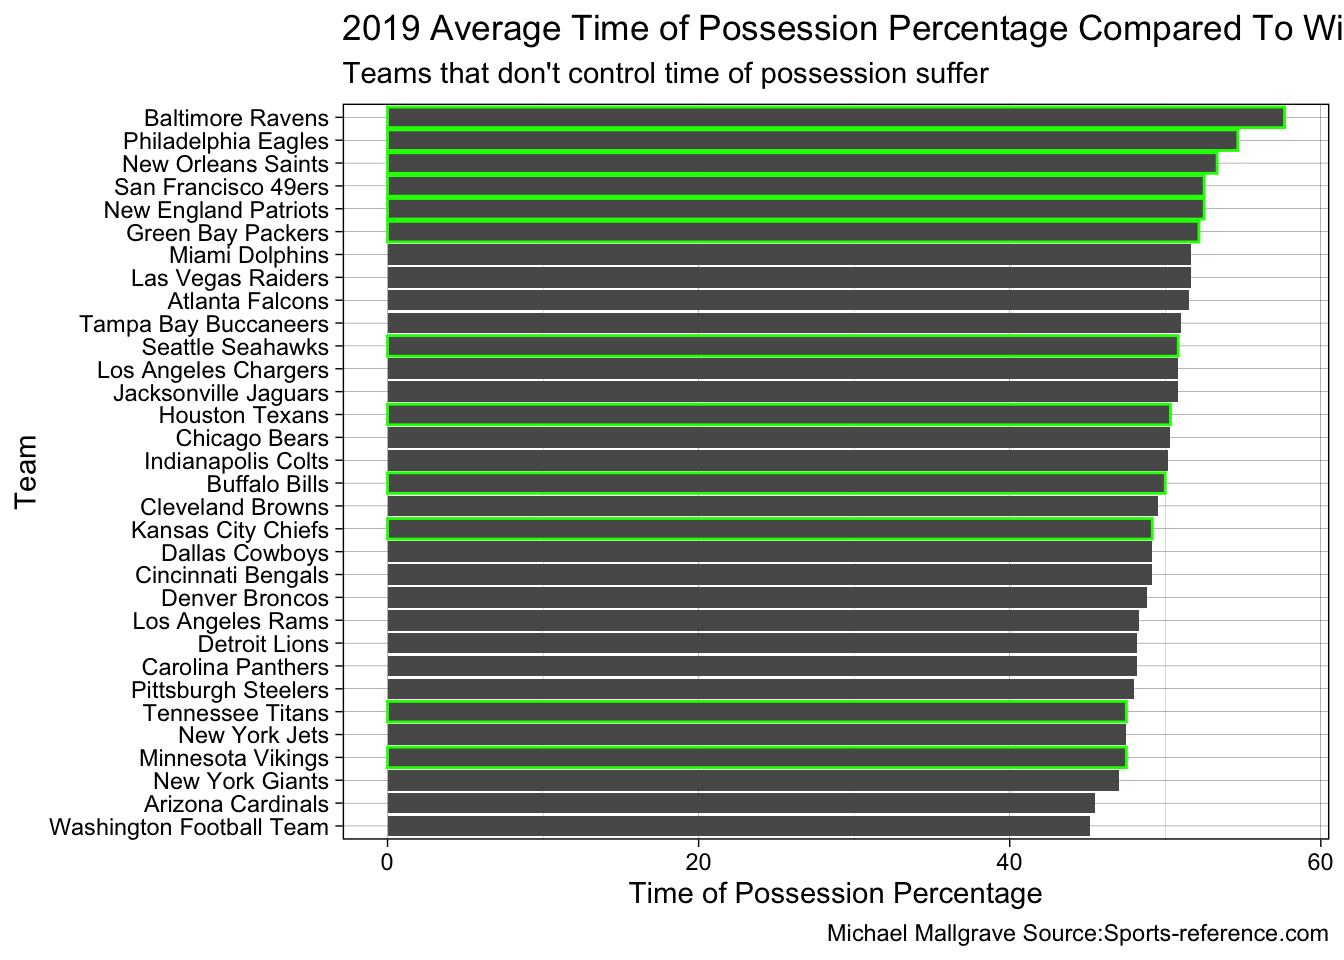 2019 Average Time of Possession Percentage Compared To Wi
Teams that don't control time of possession suffer
Baltimore Ravens
Philadelphia Eagles
New Orleans Saints
San Francisco 49ers
New England Patriots
Green Bay Packers
Miami Dolphins
Las Vegas Raiders
Atlanta Falcons
Tampa Bay Buccaneers
Seattle Seahawks
Los Angeles Chargers
Jacksonville Jaguars
Houston Texans
Chicago Bears
Indianapolis Colts
Buffalo Bills
Cleveland Browns
Kansas City Chiefs
Dallas Cowboys
Cincinnati Bengals
Denver Broncos
Los Angeles Rams
Detroit Lions
Carolina Panthers
Pittsburgh Steelers
Tennessee Titans
New York Jets
Minnesota Vikings
New York Giants
Arizona Cardinals
Washington Football Team
Team
0 20 40 60
Time of Possession Percentage
Michael Mallgrave Source:Sports-reference.com